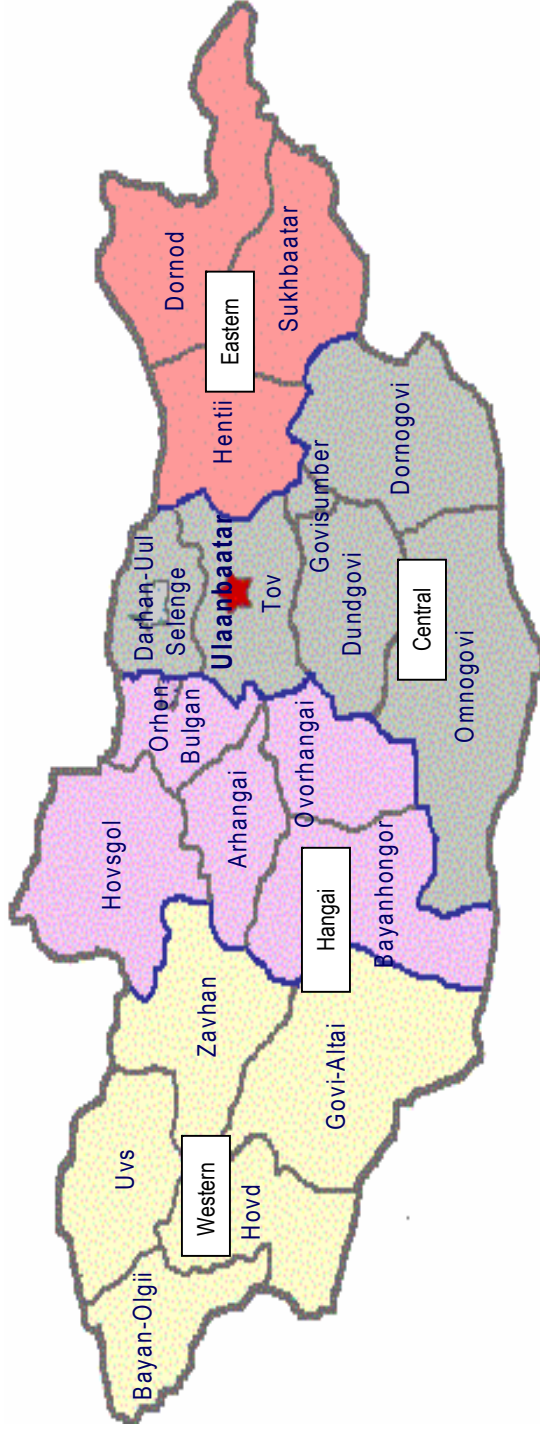 Bayan-Olgii
Uvs
Western
Hovd
Zavhan
Govi-Altai
Hovsgol
Orhon
Bulgan
Arhangai
Ovorhangai
Hangai
Bayanhongor
Darhan-Uul
Selenge
Ulaanbaatar
Tov
Govisumber
Dundgovi
Central
Omnogovi
Dornogovi
Hentii
Eastern
Dornod
Sukhbaatar